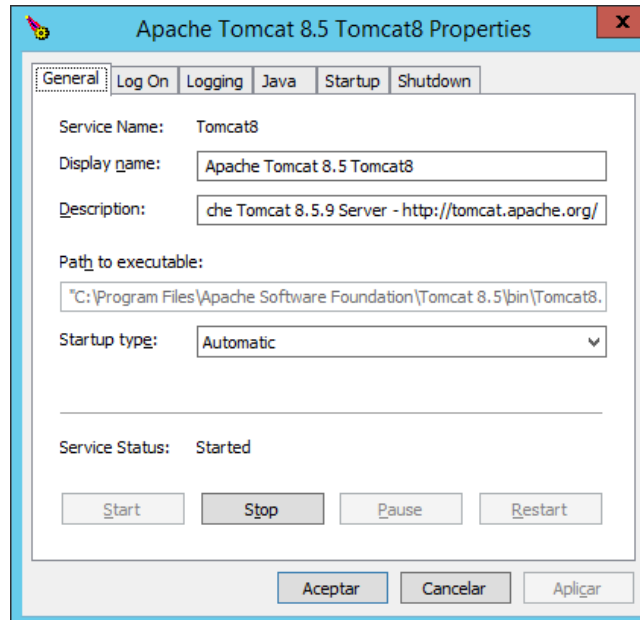 Apache Tomcat 8.5 Tomcat8 Properties
x
General Log On Logging Java Startup Shutdown
Service Name: Tomcat8
Display name: Apache Tomcat 8.5 Tomcat8
Description: che Tomcat 8.5.9 Server - http://tomcat.apache.org/
Path to executable:
"C:\Program Files\Apache Software Foundation\Tomcat 8.5\bin\Tomcat8.
Startup type: Automatic
Service Status: Started
Start Stop Pause Restart
Aceptar Cancelar Aplicar